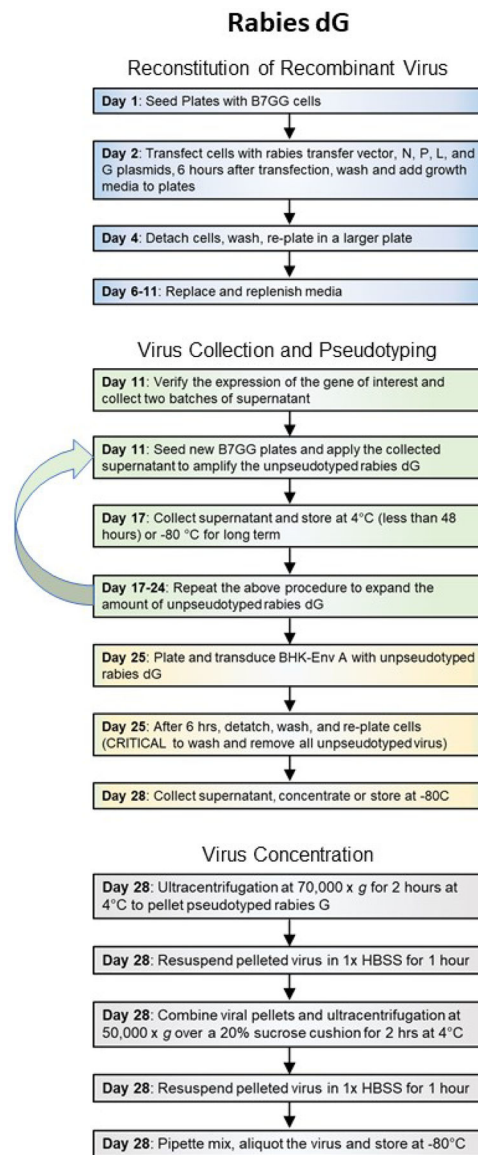 Rabies dG
Reconstitution of Recombinant Virus
Day 1: Seed Plates with B7GG cells
Day 2: Transfect cells with rabies transfer vector, N, P, L, and
G plasmids, 6 hours after transfection, wash and add growth
media to plates
Day 4: Detach cells, wash, re-plate in a larger plate
Day 6-11: Replace and replenish media
Virus Collection and Pseudotyping
Day 11: Verify the expression of the gene of interest and
collect two batches of supernatant
Day 11: Seed new B7GG plates and apply the collected
supernatant to amplify the unpseudotyped rabies dG
Day 17: Collect supernatant and store at 4°C (less than 48
hours) or -80 °C for long term
Day 17-24: Repeat the above procedure to expand the
amount of unpseudotyped rabies dG
Day 25: Plate and transduce BHK-Env A with unpseudotyped
rabies dG
Day 25: After 6 hrs, detatch, wash, and re-plate cells
(CRITICAL to wash and remove all unpseudotyped virus)
Day 28: Collect supernatant, concentrate or store at -80C
Virus Concentration
Day 28: Ultracentrifugation at 70,000 x g for 2 hours at
4°C to pellet pseudotyped rabies G
Day 28: Resuspend pelleted virus in 1x HBSS for 1 hour
Day 28: Combine viral pellets and ultracentrifugation at
50,000 x g over a 20% sucrose cushion for 2 hrs at 4°C
Day 28: Resuspend pelleted virus in 1x HBSS for 1 hour
Day 28: Pipette mix, aliquot the virus and store at -80°C